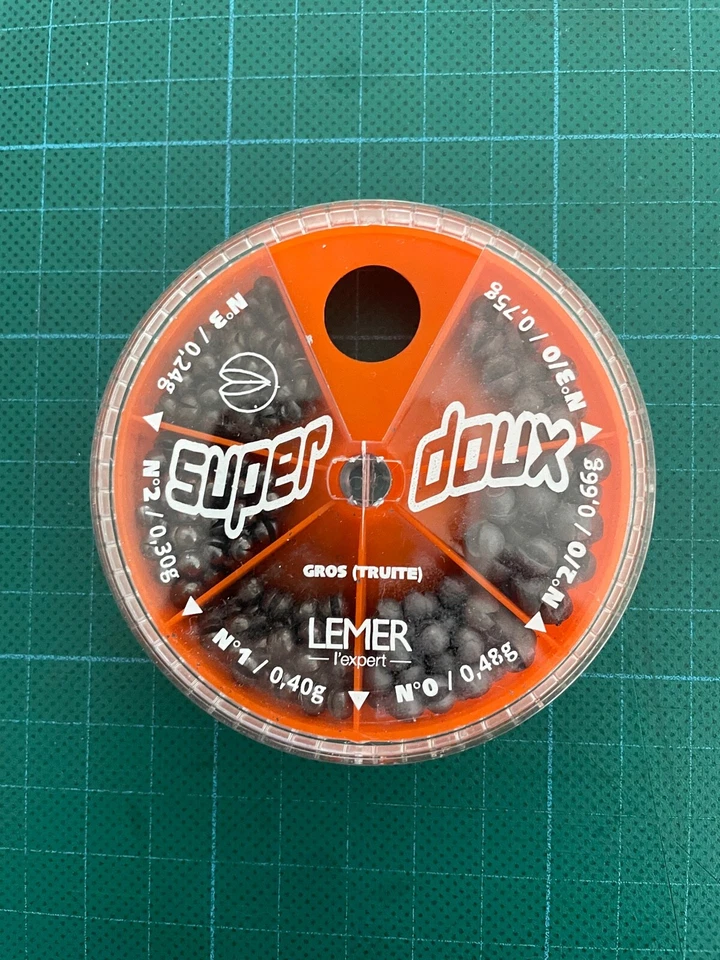 super doux
GROS (TRUITE)
LEMER
l'expert
N°3 / 0,24g
N°2 / 0,30g
N°1 / 0,40g
N°0 / 0,48g
N°2/0 / 0,66g
N°3/0 / 0,75g